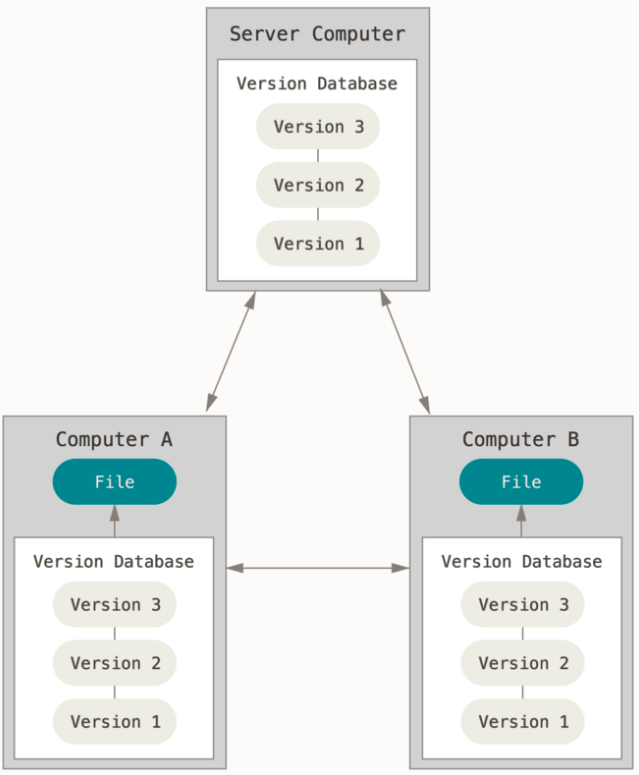 Server Computer
Version Database
Version 3
Version 2
Version 1
Computer A
File
Version Database
Version 3
Version 2
Version 1
Computer B
File
Version Database
Version 3
Version 2
Version 1